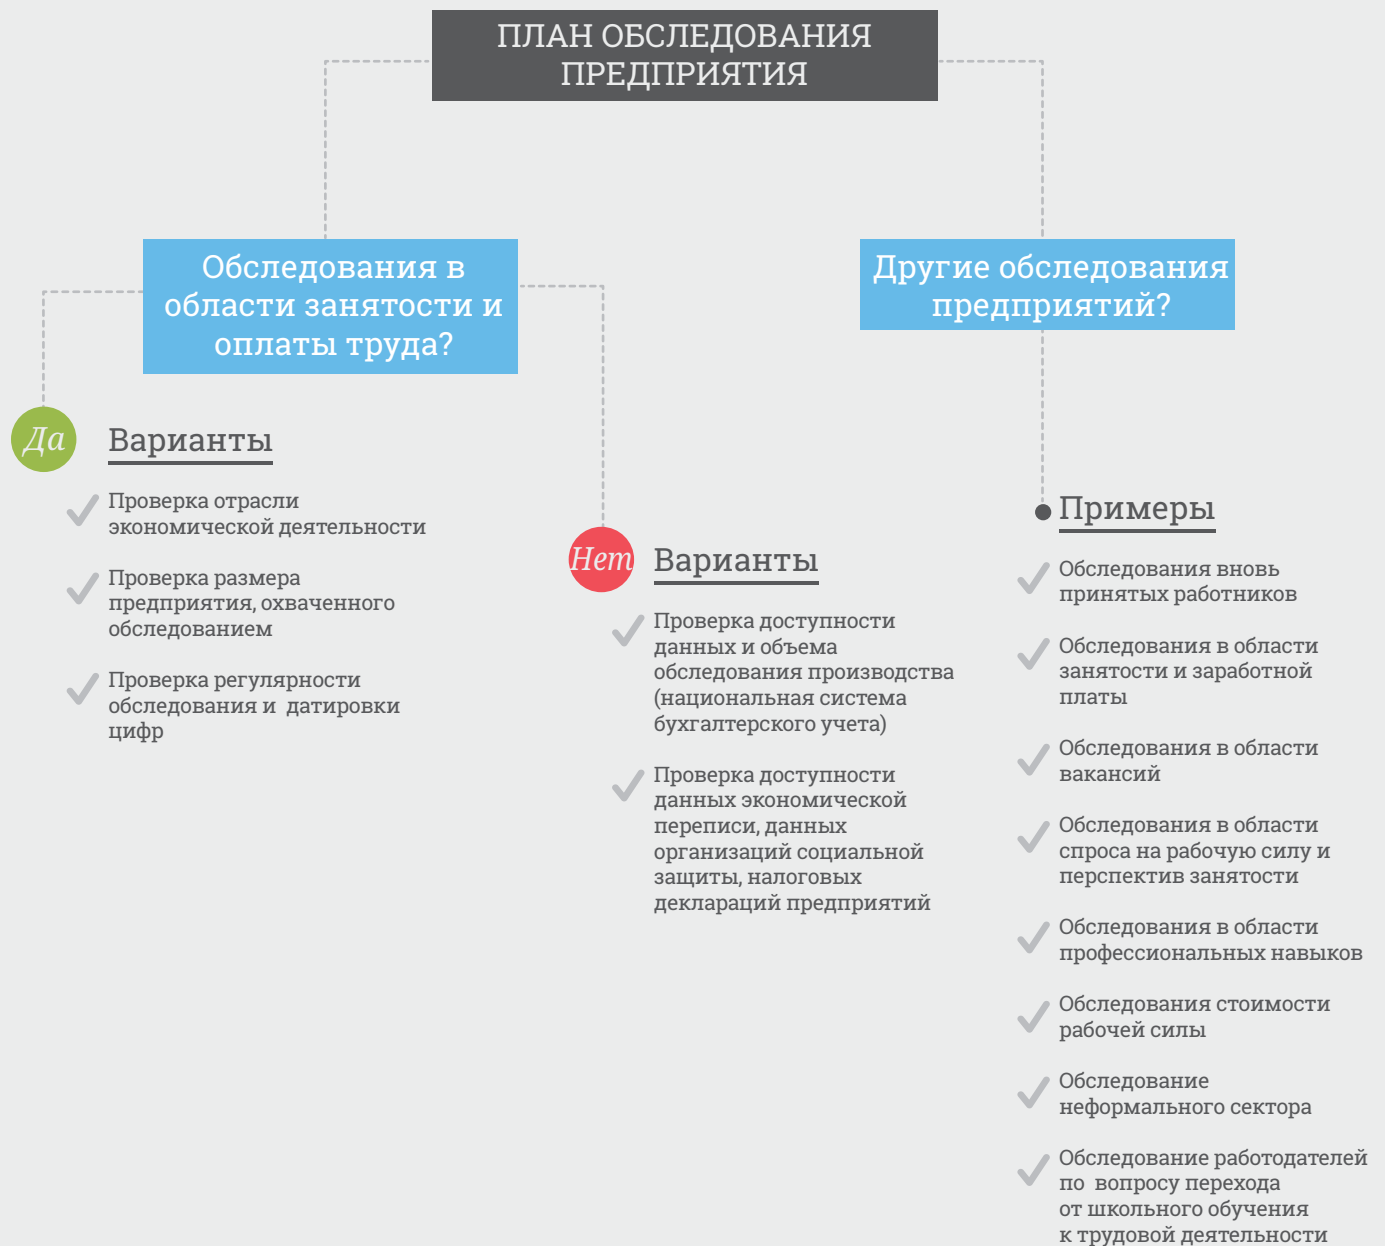 ПЛАН ОБСЛЕДОВАНИЯ
ПРЕДПРИЯТИЯ
Обследования в
области занятости и
оплаты труда?
Другие обследования
предприятий?
Да
Варианты
Проверка отрасли
экономической деятельности
Проверка размера
предприятия, охваченного
обследованием
Проверка регулярности
обследования и датировки
цифр
Нет
Варианты
Проверка доступности
данных и объема
обследования производства
(национальная система
бухгалтерского учета)
Проверка доступности
данных экономической
переписи, данных
организаций социальной
защиты, налоговых
деклараций предприятий
Примеры
Обследования вновь
принятых работников
Обследования в области
занятости и заработной
платы
Обследования в области
вакансий
Обследования в области
спроса на рабочую силу и
перспектив занятости
Обследования в области
профессиональных навыков
Обследования стоимости
рабочей силы
Обследование
неформального сектора
Обследование работодателей
по вопросу перехода
от школьного обучения
к трудовой деятельности